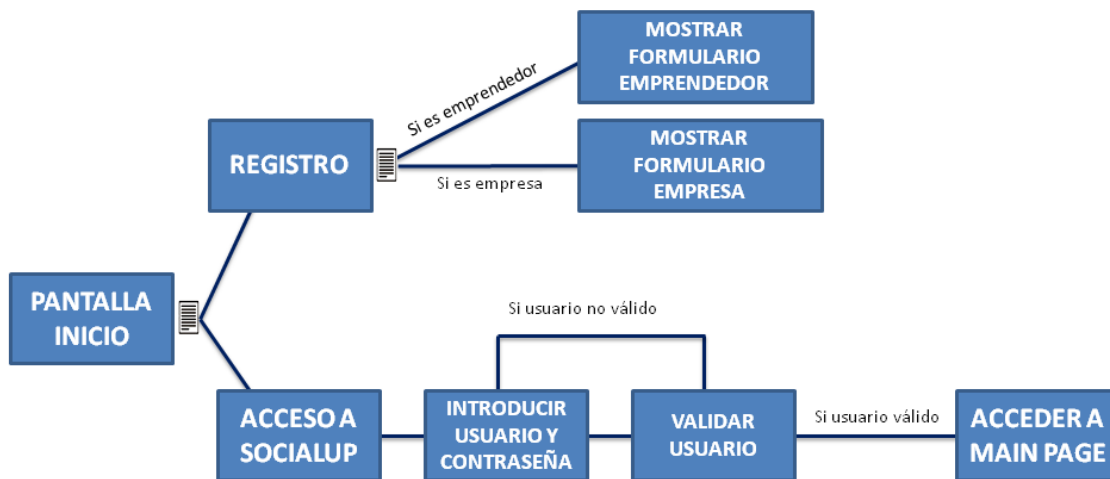 MOSTRAR
FORMULARIO
EMPRENDEDOR
Si es emprendedor
REGISTRO
MOSTRAR
FORMULARIO
EMPRESA
Si es empresa
PANTALLA
INICIO
Si usuario no válido
ACCESO A
SOCIALUP
INTRODUCIR
USUARIO Y
CONTRASEÑA
VALIDAR
USUARIO
Si usuario válido
ACCEDER A
MAIN PAGE